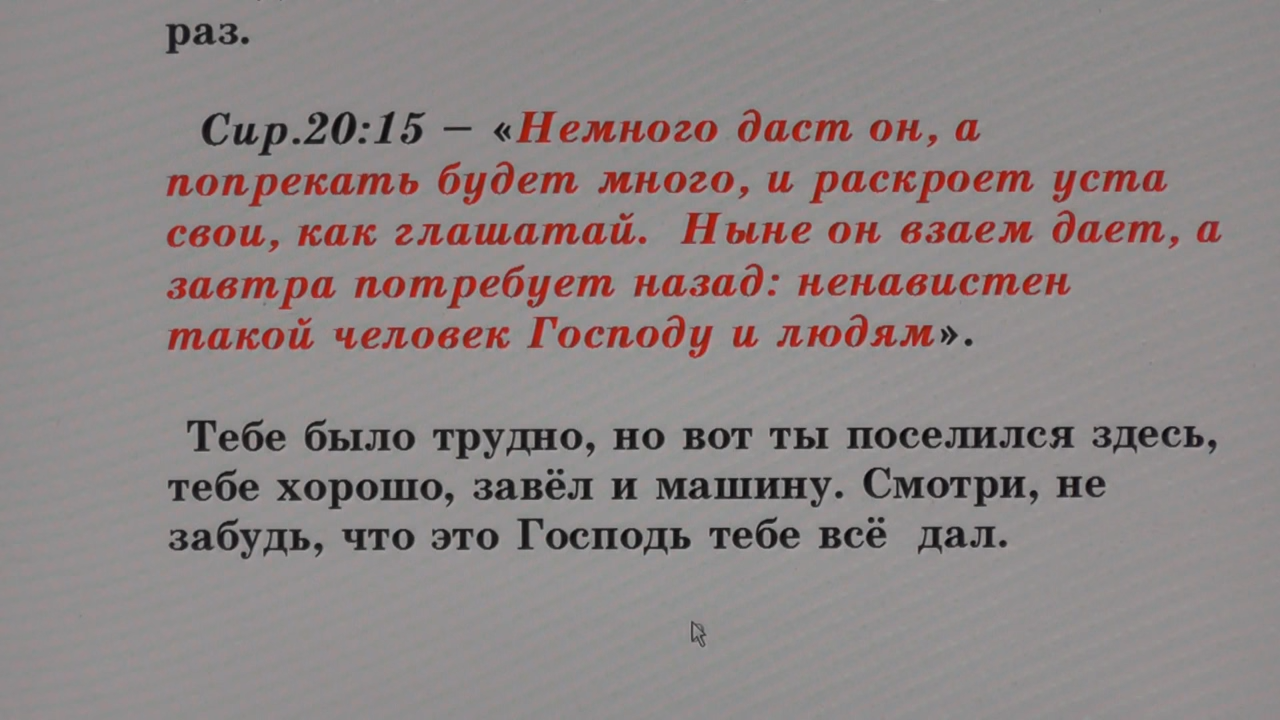 раз.
Сир.20:15 – «Немного даст он, а
попрекать будет много, и раскроет уста
свои, как глашатай. Ныне он взаем дает, а
завтра потребует назад: ненавистен
такой человек Господу и людям».
Тебе было трудно, но вот ты поселился здесь,
тебе хорошо, завёл и машину. Смотри, не
забудь, что это Господь тебе всё дал.